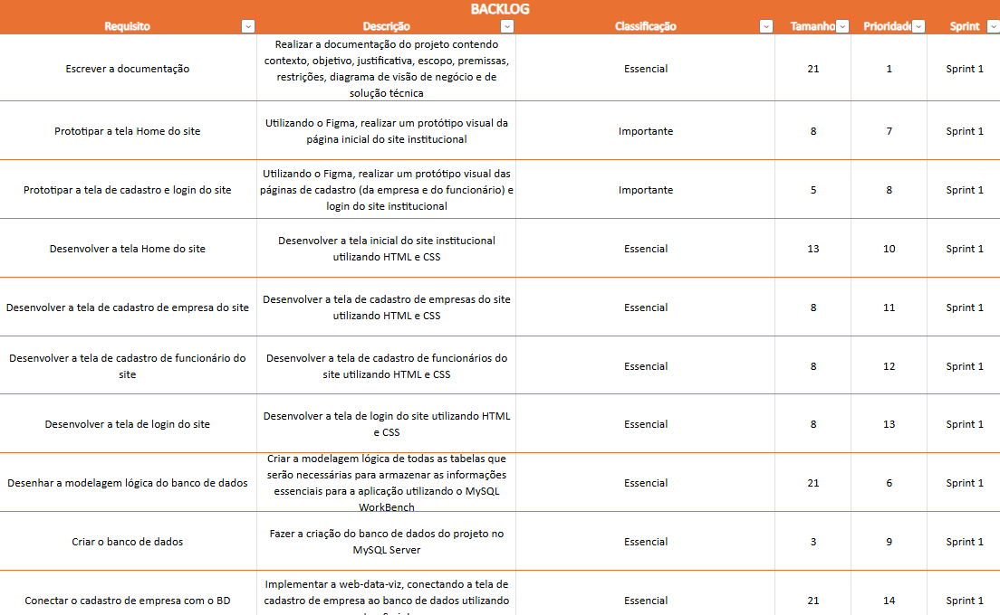 BACKLOG
Requisito Descrição Classificação Tamanho Prioridade Sprint
Realizar a documentação do projeto contendo
contexto, objetivo, justificativa, escopo, premissas,
Escrever a documentação Essencial 21 1 Sprint 1
restrições, diagrama de visão de negócio e de
solução técnica
Utilizando o Figma, realizar um protótipo visual da
Prototipar a tela Home do site Importante 8 7 Sprint 1
página inicial do site institucional
Utilizando o Figma, realizar um protótipo visual das
Prototipar a tela de cadastro e login do site páginas de cadastro (da empresa e do funcionário) e Importante 5 8 Sprint 1
login do site institucional
Desenvolver a tela inicial do site institucional
Desenvolver a tela Home do site Essencial 13 10 Sprint 1
utilizando HTML e CSS
Desenvolver a tela de cadastro de empresas do site
Desenvolver a tela de cadastro de empresa do site Essencial 8 11 Sprint 1
utilizando HTML e CSS
Desenvolver a tela de cadastro de funcionário do Desenvolver a tela de cadastro de funcionários do
Essencial 8 12 Sprint 1
site site utilizando HTML e CSS
Desenvolver a tela de login do site utilizando HTML
Desenvolver a tela de login do site Essencial 8 13 Sprint 1
e CSS
Criar a modelagem lógica de todas as tabelas que
serão necessárias para armazenar as informações
Desenhar a modelagem lógica do banco de dados Essencial 21 6 Sprint 1
essenciais para a aplicação utilizando o MySQL
WorkBench
Fazer a criação do banco de dados do projeto no
Criar o banco de dados Essencial 3 9 Sprint 1
MySQL Server
Implementar a web-data-viz, conectando a tela de
Conectar o cadastro de empresa com o BD cadastro de empresa ao banco de dados utilizando Essencial 21 14 Sprint 1